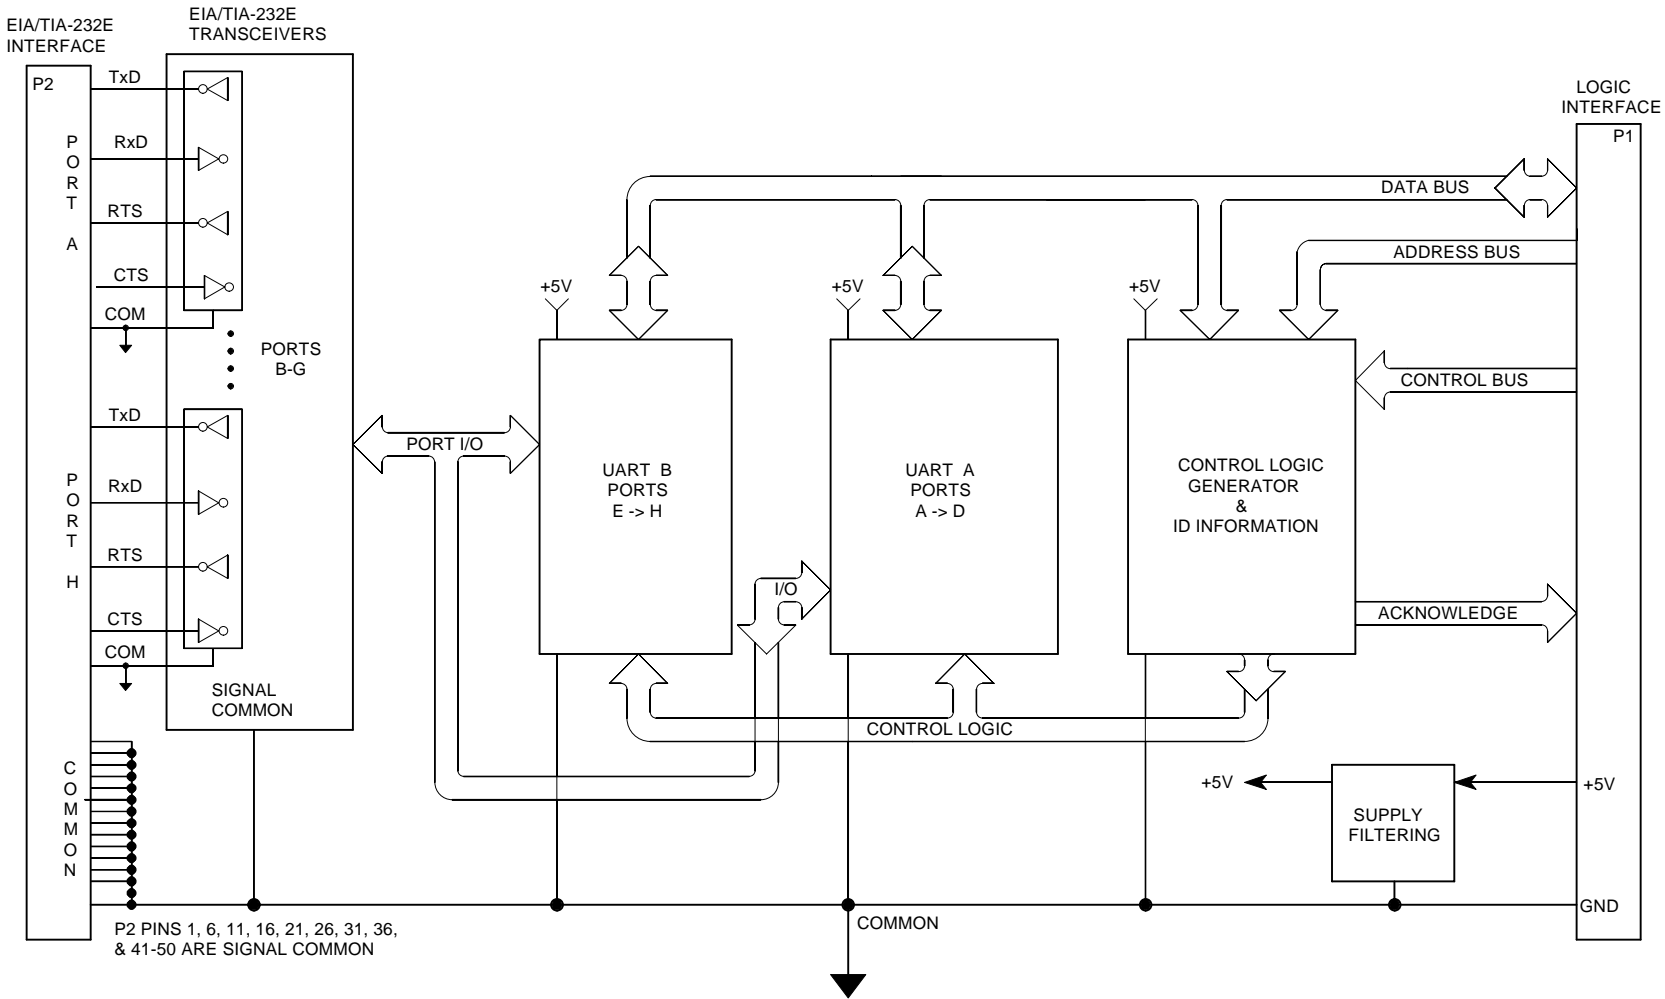 EIA/TIA-232E
INTERFACE
EIA/TIA-232E
TRANSCEIVERS
P2
TxD
PORT A
RxD
RTS
CTS
COM
PORTS
B-G
TxD
PORT H
RxD
RTS
CTS
COM
SIGNAL
COMMON
COMMON
P2 PINS 1, 6, 11, 16, 21, 26, 31, 36,
& 41-50 ARE SIGNAL COMMON
PORT I/O
+5V
UART B
PORTS
E -> H
I/O
+5V
UART A
PORTS
A -> D
+5V
CONTROL LOGIC
GENERATOR
&
ID INFORMATION
CONTROL LOGIC
COMMON
LOGIC
INTERFACE
P1
DATA BUS
ADDRESS BUS
CONTROL BUS
ACKNOWLEDGE
+5V
SUPPLY
FILTERING
+5V
GND